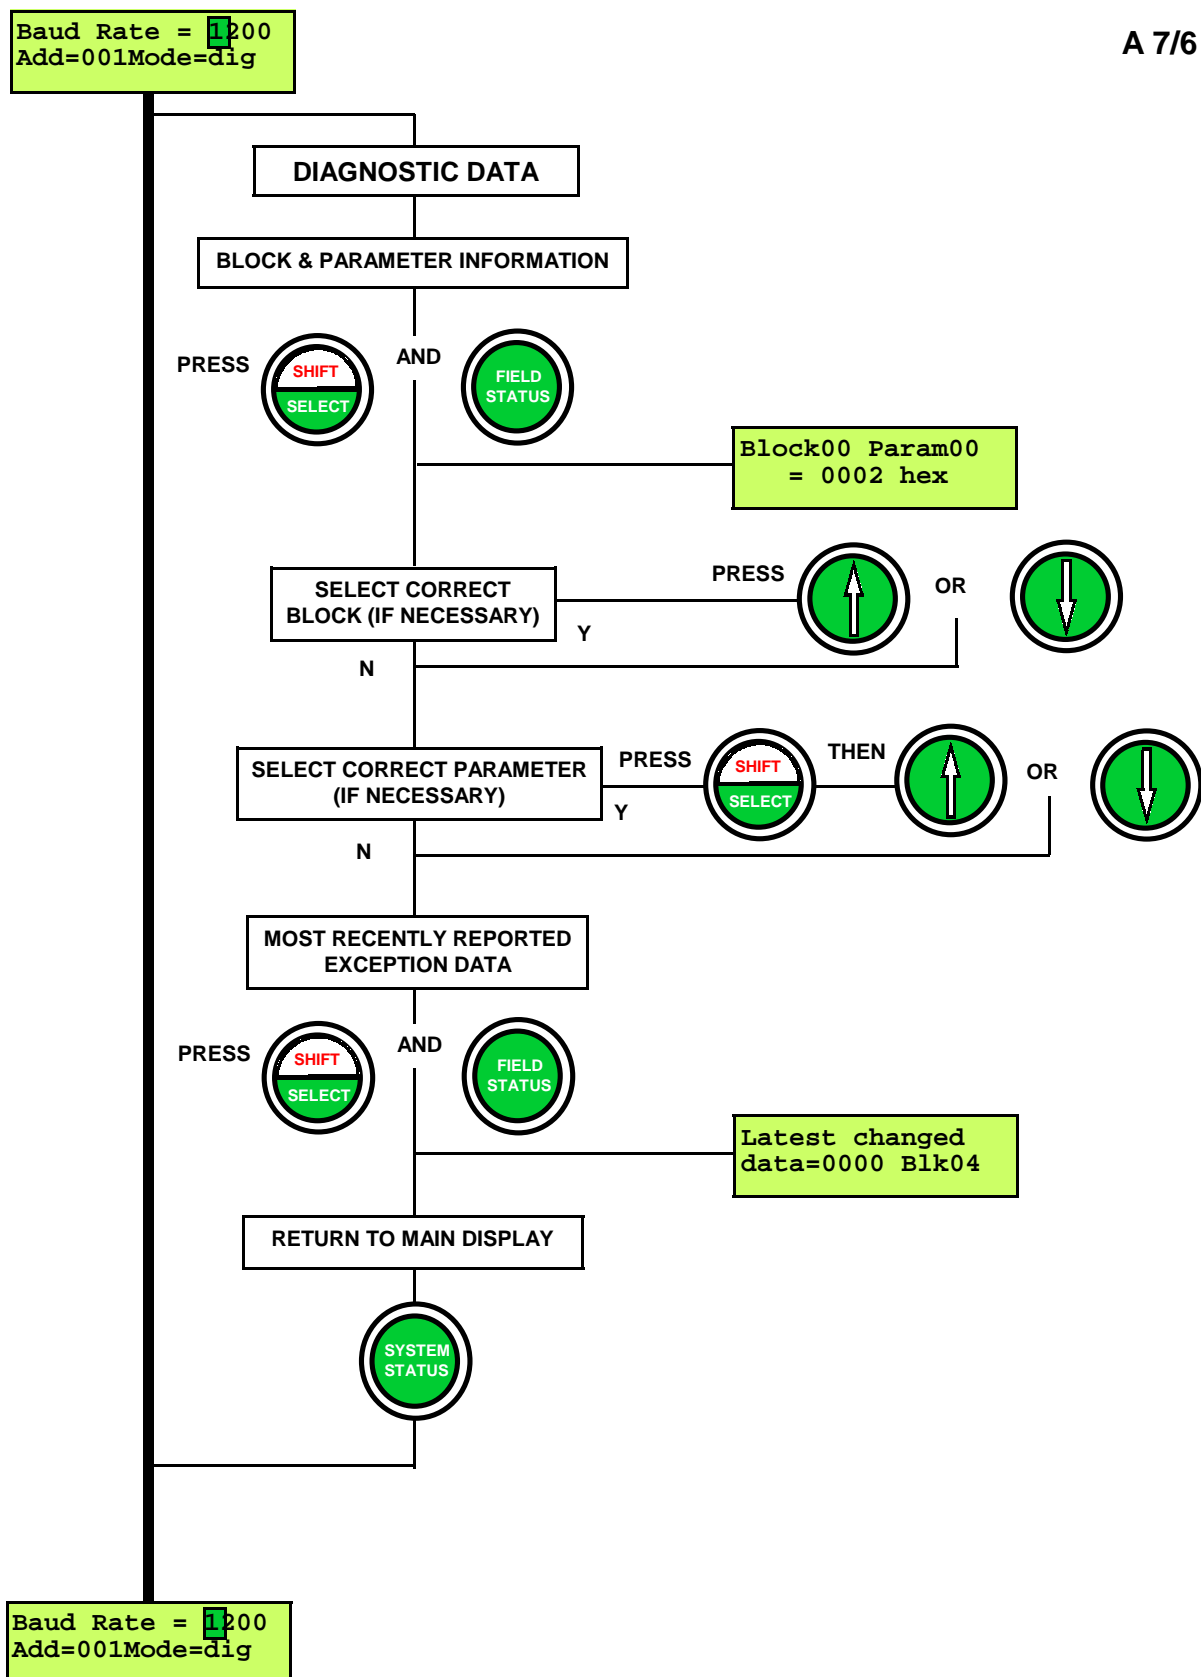 Baud Rate = 1200
Add=001Mode=dig
A 7/6
DIAGNOSTIC DATA
BLOCK & PARAMETER INFORMATION
PRESS
SHIFT
SELECT
AND
FIELD
STATUS
Block00 Param00
= 0002 hex
SELECT CORRECT
BLOCK (IF NECESSARY)
Y
PRESS
OR
N
SELECT CORRECT PARAMETER
(IF NECESSARY)
Y
PRESS
SHIFT
SELECT
THEN
OR
N
MOST RECENTLY REPORTED
EXCEPTION DATA
PRESS
SHIFT
SELECT
AND
FIELD
STATUS
Latest changed
data=0000 Blk04
RETURN TO MAIN DISPLAY
SYSTEM
STATUS
Baud Rate = 1200
Add=001Mode=dig